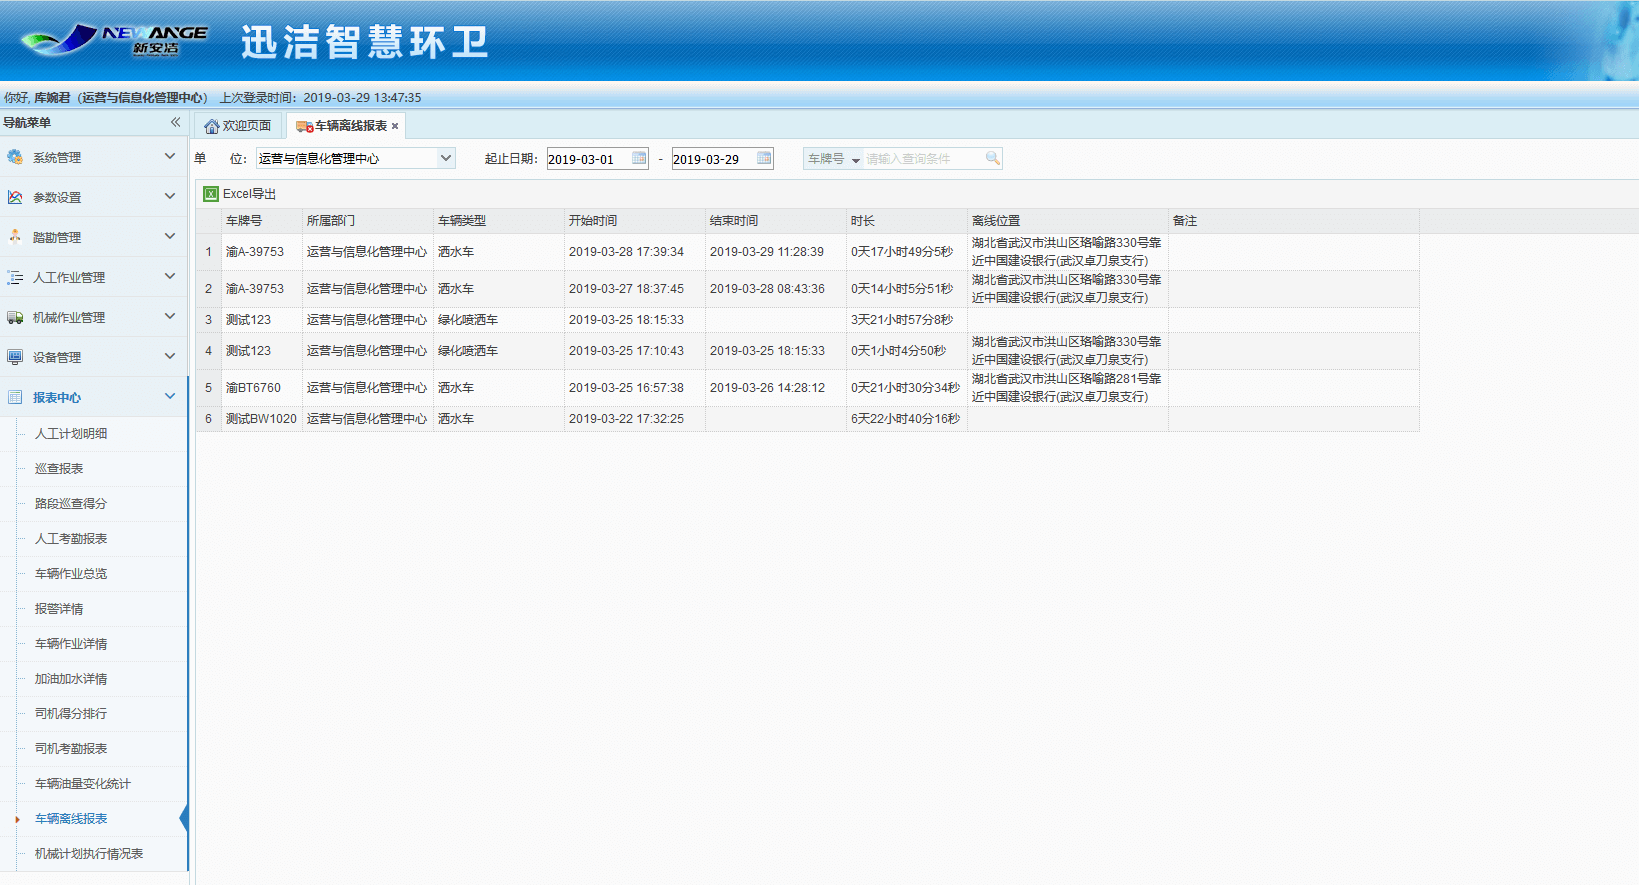 NEWANGE
新安洁
迅洁智慧环卫
你好, 库婉君（运营与信息化管理中心） 上次登录时间：2019-03-29 13:47:35
导航菜单
系统管理
参数设置
踏勘管理
人工作业管理
机械作业管理
设备管理
报表中心
人工计划明细
巡查报表
路段巡查得分
人工考勤报表
车辆作业总览
报警详情
车辆作业详情
加油加水详情
司机得分排行
司机考勤报表
车辆油量变化统计
车辆离线报表
机械计划执行情况表
欢迎页面 车辆离线报表 ×
单 位： 运营与信息化管理中心 起止日期： 2019-03-01 - 2019-03-29 车牌号 请输入查询条件
Excel导出
车牌号 所属部门 车辆类型 开始时间 结束时间 时长 离线位置 备注
1 渝A-39753 运营与信息化管理中心 洒水车 2019-03-28 17:39:34 2019-03-29 11:28:39 0天17小时49分5秒 湖北省武汉市洪山区珞喻路330号靠
近中国建设银行(武汉卓刀泉支行)
2 渝A-39753 运营与信息化管理中心 洒水车 2019-03-27 18:37:45 2019-03-28 08:43:36 0天14小时5分51秒 湖北省武汉市洪山区珞喻路330号靠
近中国建设银行(武汉卓刀泉支行)
3 测试123 运营与信息化管理中心 绿化喷洒车 2019-03-25 18:15:33 3天21小时57分8秒
4 测试123 运营与信息化管理中心 绿化喷洒车 2019-03-25 17:10:43 2019-03-25 18:15:33 0天1小时4分50秒 湖北省武汉市洪山区珞喻路330号靠
近中国建设银行(武汉卓刀泉支行)
5 渝BT6760 运营与信息化管理中心 洒水车 2019-03-25 16:57:38 2019-03-26 14:28:12 0天21小时30分34秒 湖北省武汉市洪山区珞喻路281号靠
近中国建设银行(武汉卓刀泉支行)
6 测试BW1020 运营与信息化管理中心 洒水车 2019-03-22 17:32:25 6天22小时40分16秒